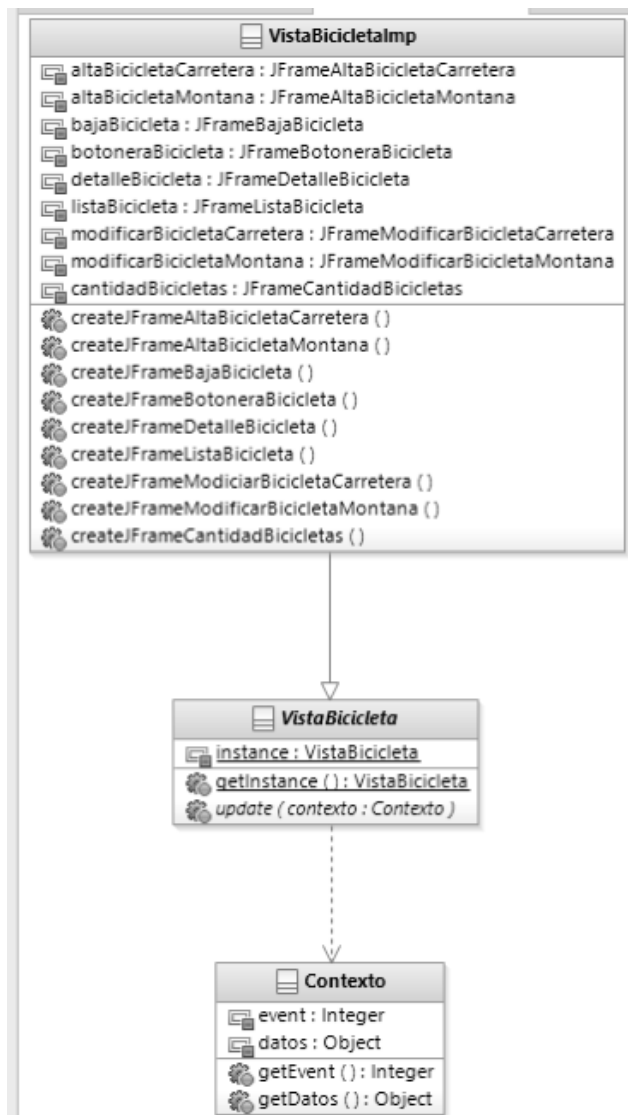 VistaBicicletaImp
altaBicicletaCarretera : JFrameAltaBicicletaCarretera
altaBicicletaMontana : JFrameAltaBicicletaMontana
bajaBicicleta : JFrameBajaBicicleta
botoneraBicicleta : JFrameBotoneraBicicleta
detalleBicicleta : JFrameDetalleBicicleta
listaBicicleta : JFrameListaBicicleta
modificarBicicletaCarretera : JFrameModificarBicicletaCarretera
modificarBicicletaMontana : JFrameModificarBicicletaMontana
cantidadBicicletas : JFrameCantidadBicicletas
createJFrameAltaBicicletaCarretera ( )
createJFrameAltaBicicletaMontana ( )
createJFrameBajaBicicleta ( )
createJFrameBotoneraBicicleta ( )
createJFrameDetalleBicicleta ( )
createJFrameListaBicicleta ( )
createJFrameModiciarBicicletaCarretera ( )
createJFrameModificarBicicletaMontana ( )
createJFrameCantidadBicicletas ( )
VistaBicicleta
instance : VistaBicicleta
getInstance ( ) : VistaBicicleta
update ( contexto : Contexto )
Contexto
event : Integer
datos : Object
getEvent ( ) : Integer
getDatos ( ) : Object